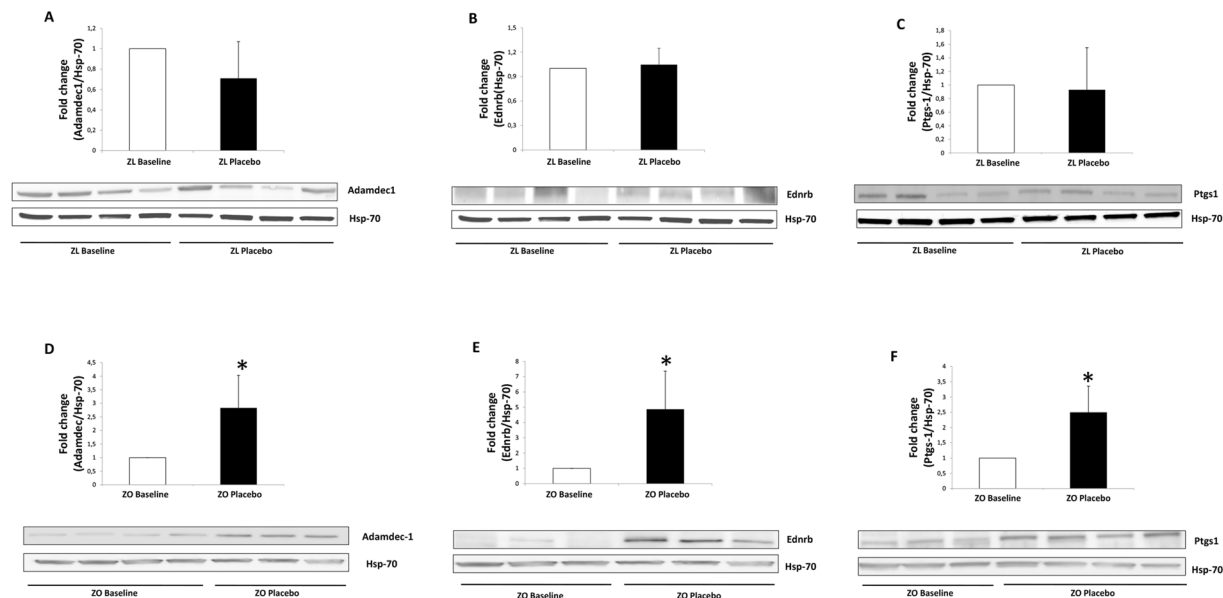 A
Fold change
(Adamdec1/Hsp-70)
1,2
1
0,8
0,6
0,4
0,2
0
ZL Baseline
ZL Placebo
Adamdec1
Hsp-70
ZL Baseline
ZL Placebo
B
Fold change
(Ednrb(Hsp-70)
1,5
1,2
0,9
0,6
0,3
0
ZL Baseline
ZL Placebo
Ednrb
Hsp-70
ZL Baseline
ZL Placebo
C
Fold change
(Ptgs-1/Hsp-70)
1,8
1,6
1,4
1,2
1
0,8
0,6
0,4
0,2
0
ZL Baseline
ZL Placebo
Ptgs1
Hsp-70
ZL Baseline
ZL Placebo
D
Fold change
(Adamdec/Hsp-70)
4,5
4
3,5
3
2,5
2
1,5
1
0,5
0
*
ZO Baseline
ZO Placebo
Adamdec-1
Hsp-70
ZO Baseline
ZO Placebo
E
Fold change
(Ednrb/Hsp-70)
8
7
6
5
4
3
2
1
0
*
ZO Baseline
ZO Placebo
Ednrb
Hsp-70
ZO Baseline
ZO Placebo
F
Fold change
(Ptgs-1/Hsp-70)
4
3,5
3
2,5
2
1,5
1
0,5
0
*
ZO Baseline
ZO Placebo
Ptgs1
Hsp-70
ZO Baseline
ZO Placebo